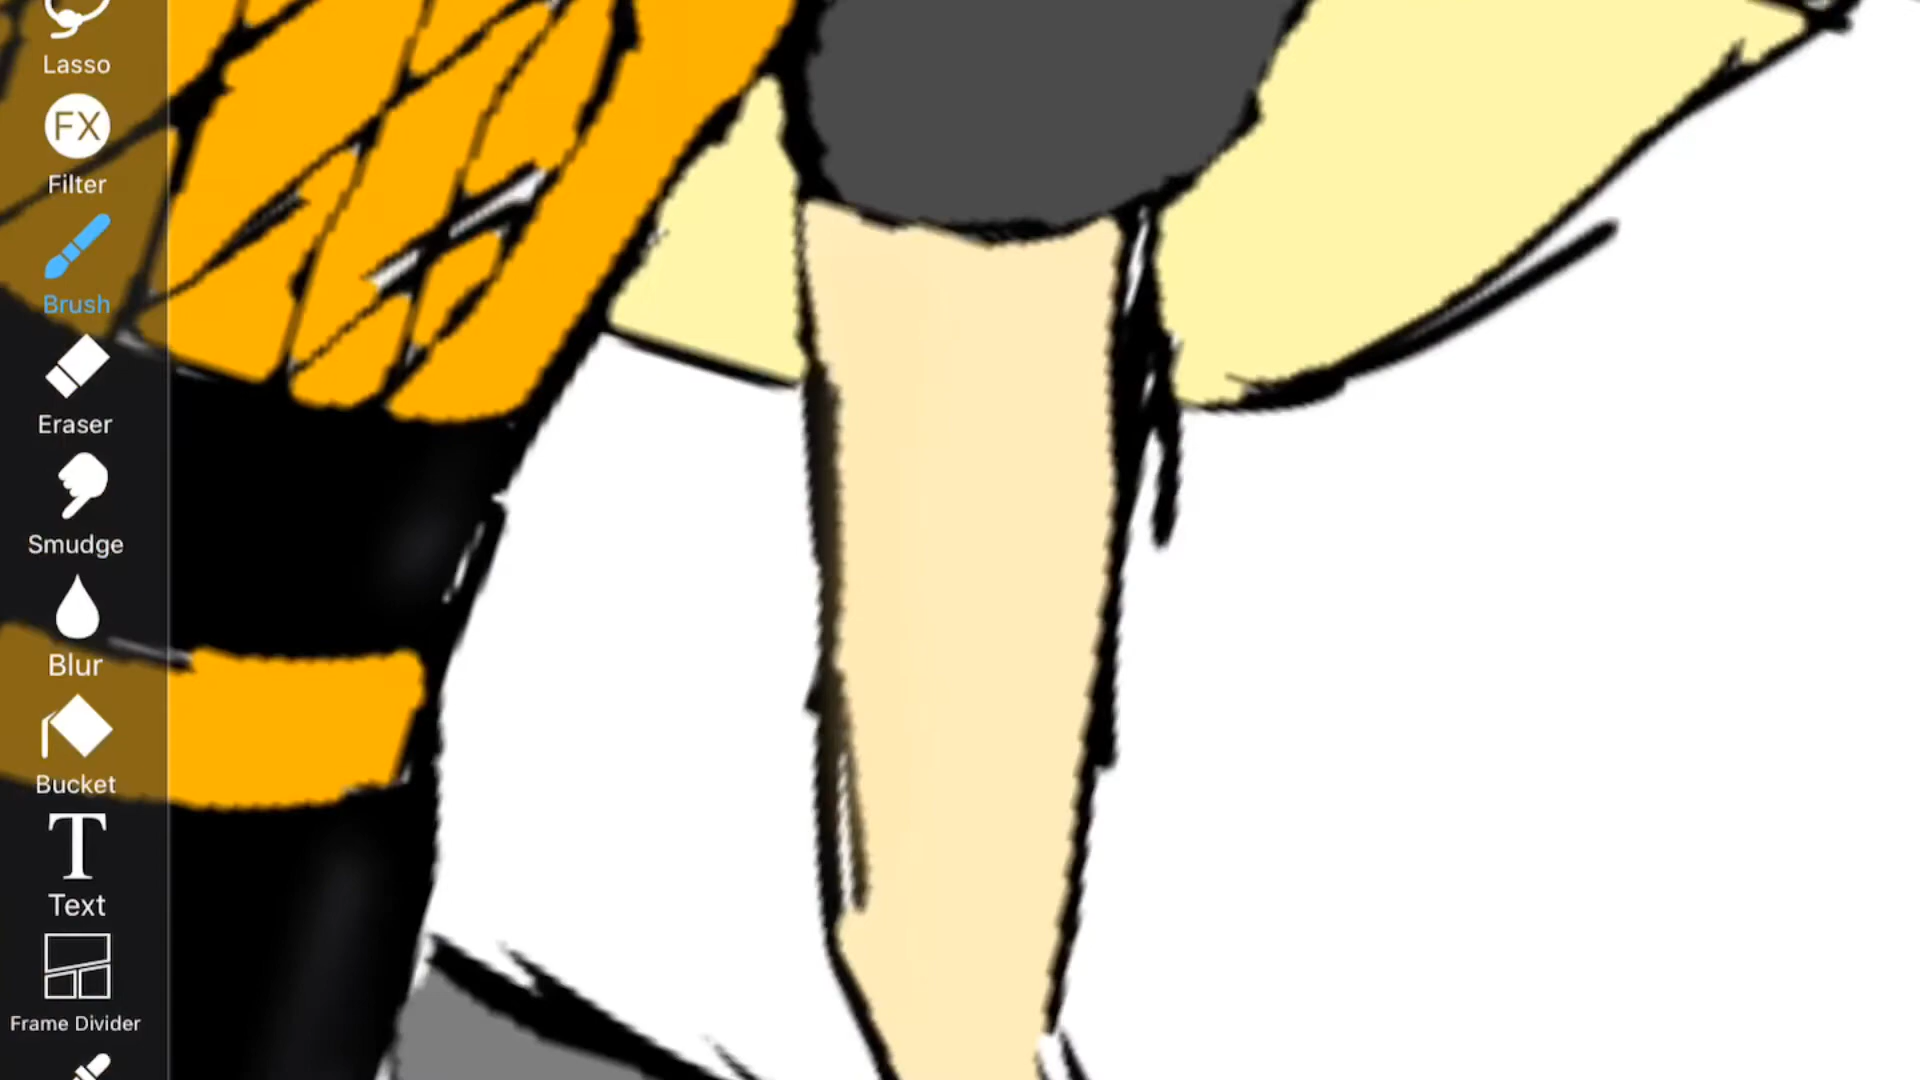 Lasso
FX
Filter
Brush
Eraser
Smudge
Blur
Bucket
T
Text
Frame Divider